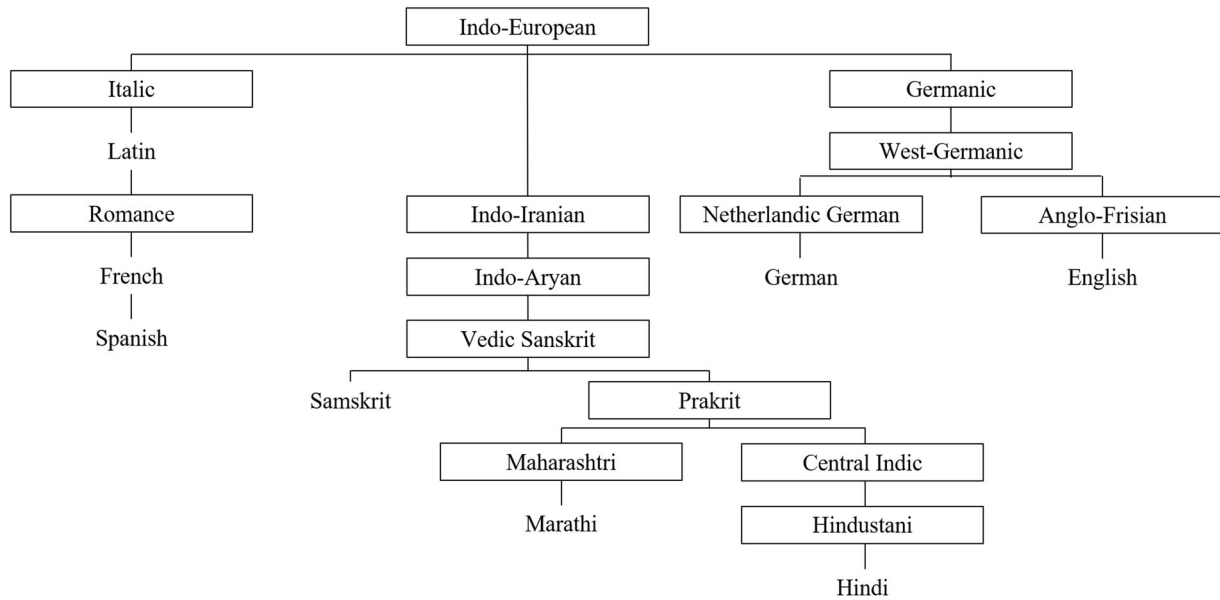 Indo-European
Italic
Germanic
Latin
West-Germanic
Romance
Indo-Iranian
Netherlandic German
Anglo-Frisian
French
Indo-Aryan
German
English
Spanish
Vedic Sanskrit
Samskrit
Prakrit
Maharashtri
Central Indic
Marathi
Hindustani
Hindi